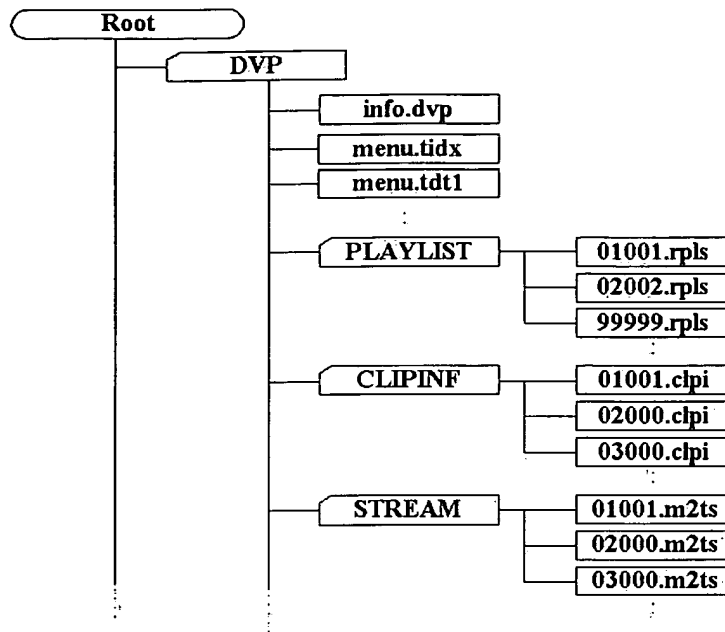 Root
DVP
info.dvp
menu.tidx
menu.tdt1
PLAYLIST
01001.rpls
02002.rpls
99999.rpls
CLIPINF
01001.clpi
02000.clpi
03000.clpi
STREAM
01001.m2ts
02000.m2ts
03000.m2ts